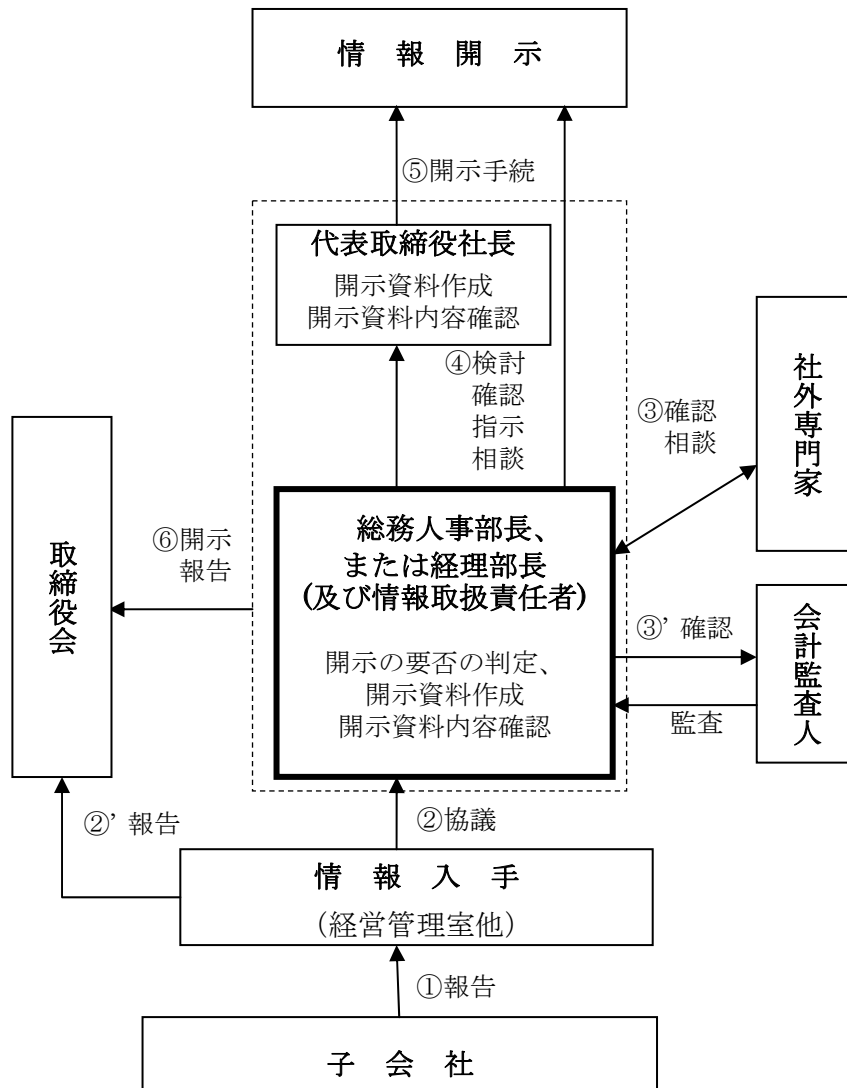 情 報 開 示
⑤開示手続
代表取締役社長
開示資料作成
開示資料内容確認
④検討
確認
指示
相談
③確認
相談
社外専門家
総務人事部長、
または経理部長
(及び情報取扱責任者)
開示の要否の判定、
開示資料作成
開示資料内容確認
⑥開示
報告
取締役会
③’ 確認
監査
会計監査人
②’ 報告
②協議
情 報 入 手
（経営管理室他）
①報告
子 会 社